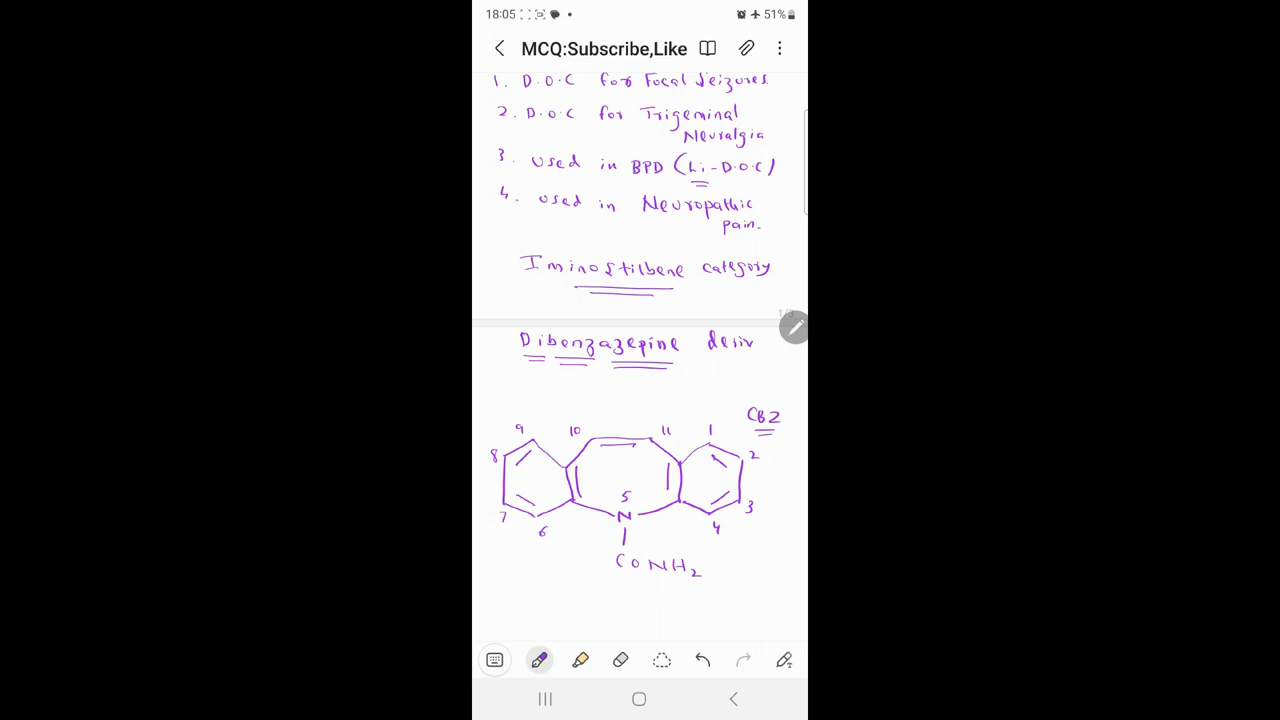 18:05
51%
MCQ:Subscribe,Like
1. D.O.C for Focal Seizures
2. D.O.C for Trigeminal
Neuralgia
3. Used in BPD (Li-D.O.C)
4. Used in Neuropathic
pain.
Iminostilbene category
1/3
Dibenzazepine deriv
CBZ
9 10 11 1
8 2
5
7 N 3
6 4
CONH2